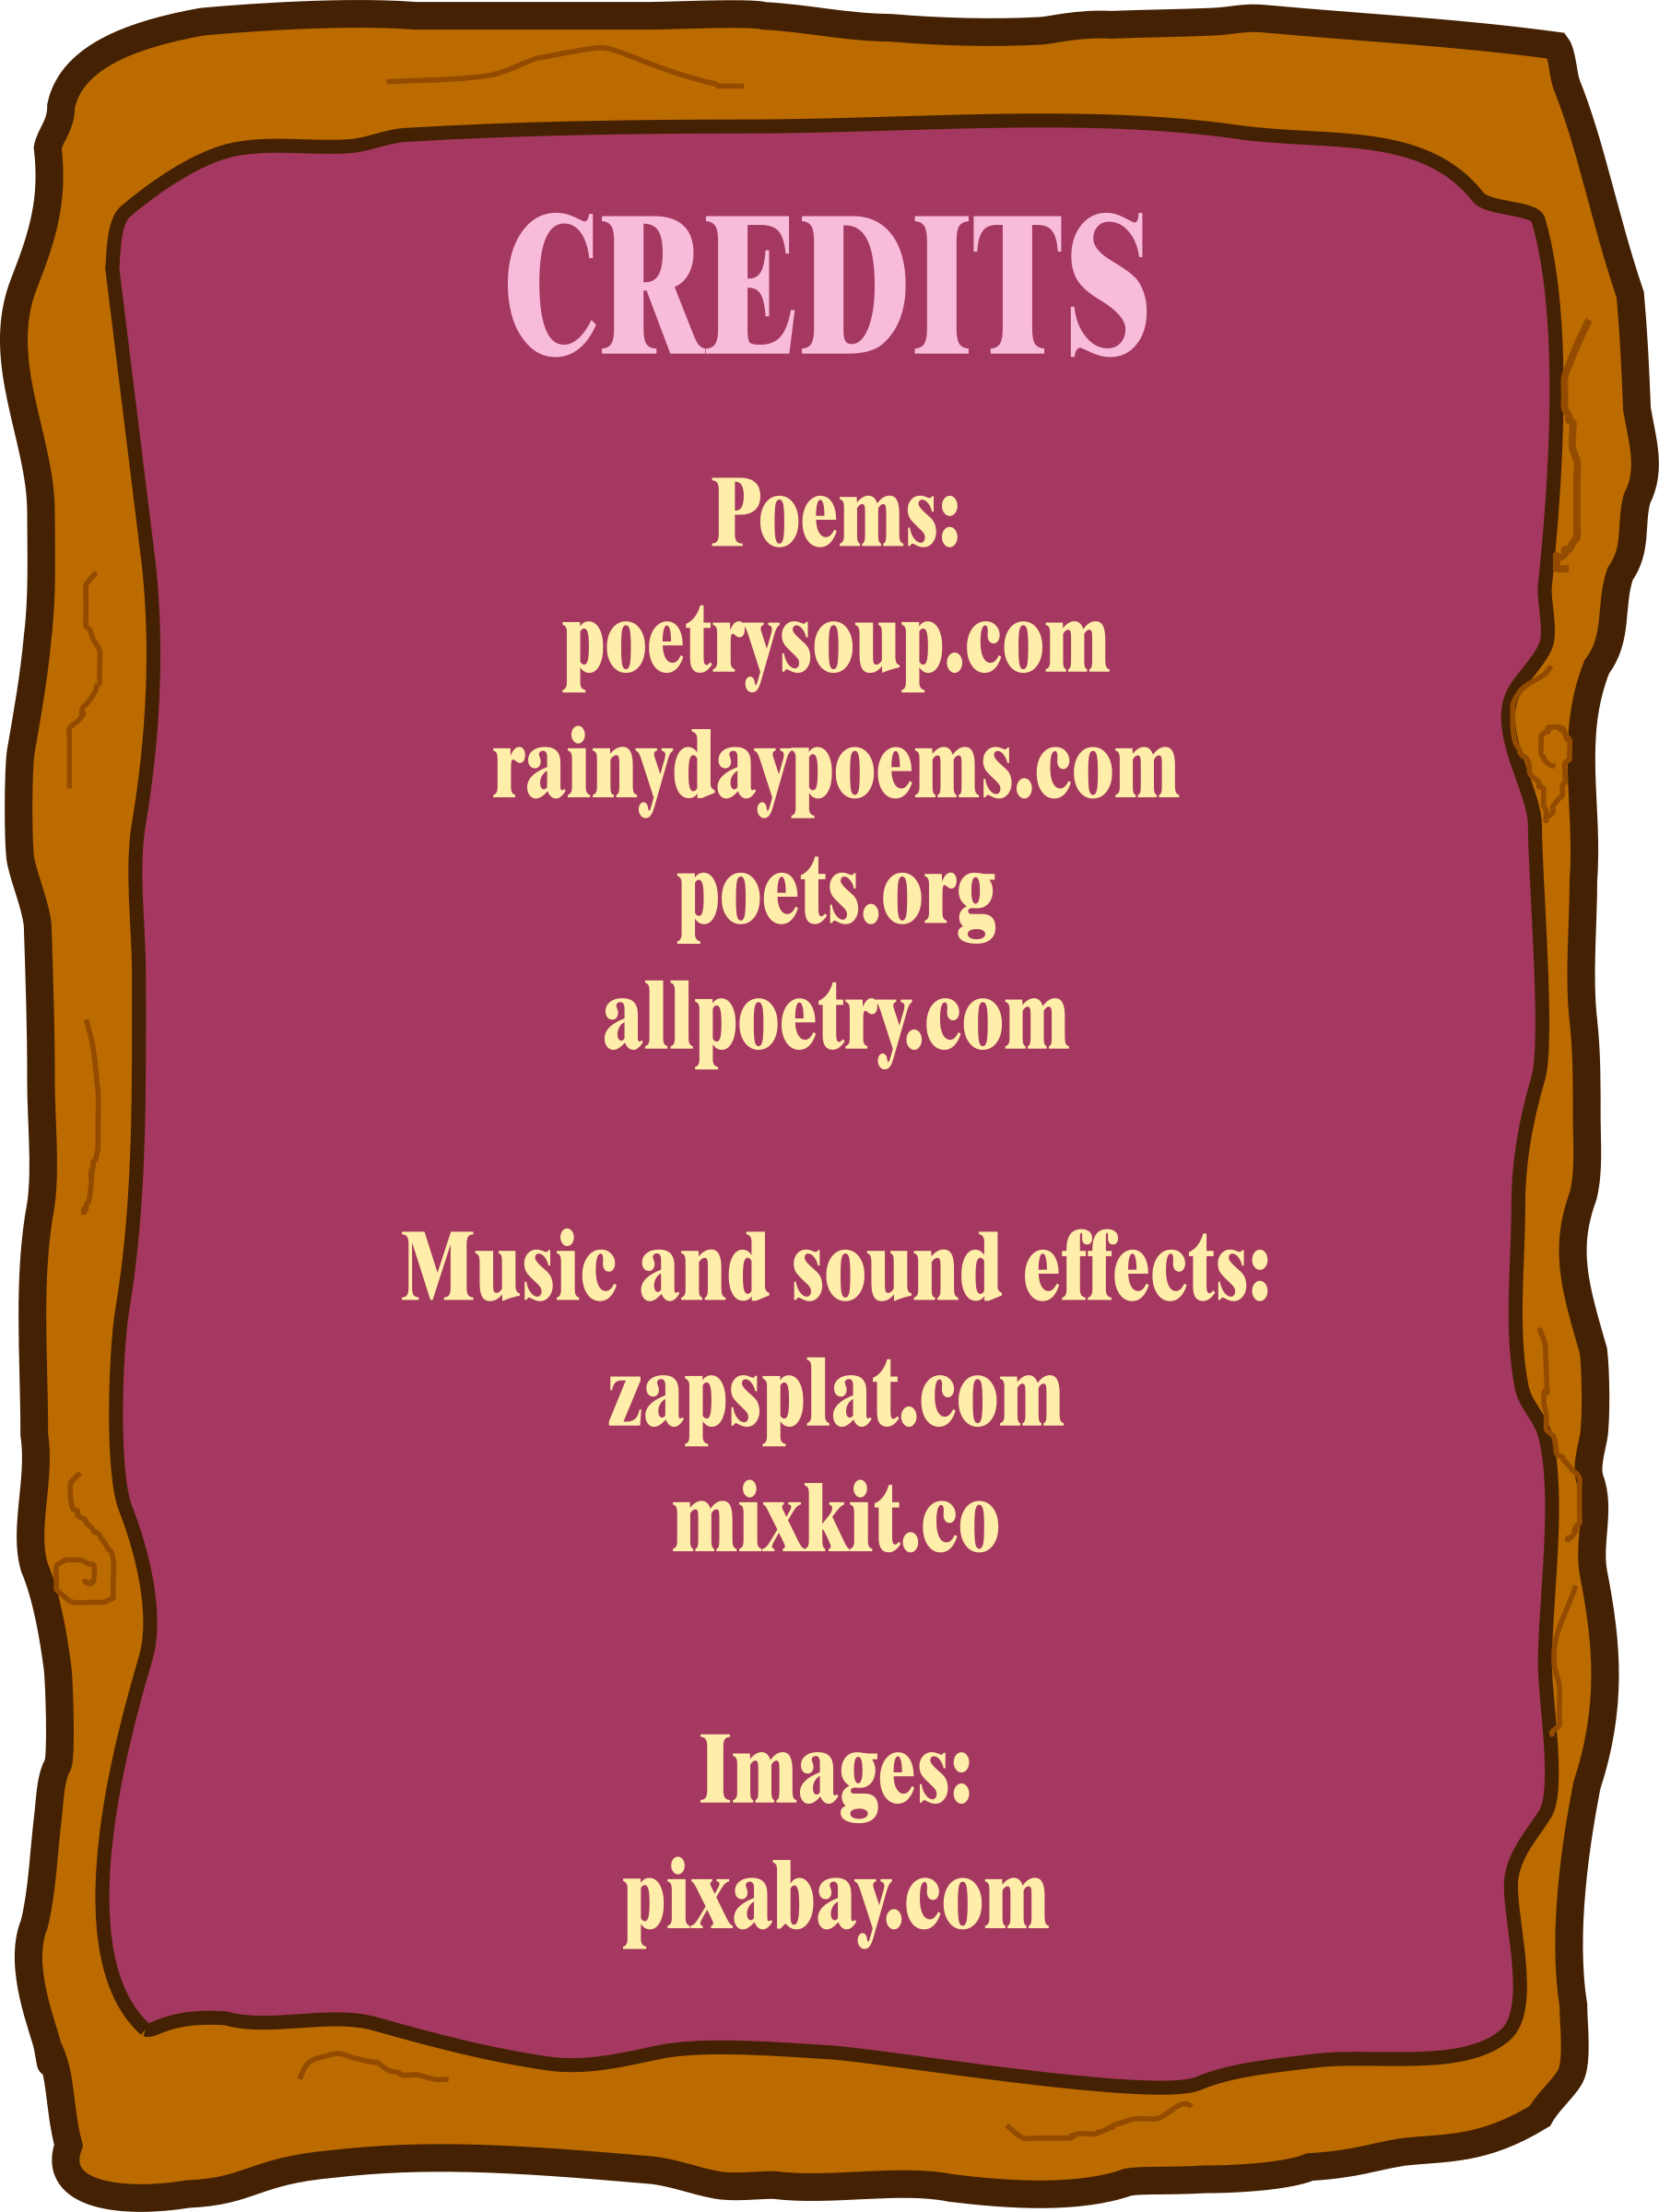 CREDITS
Poems:
poetrysoup.com
rainydaypoems.com
poets.org
allpoetry.com
Music and sound effects:
zapsplat.com
mixkit.co
Images:
pixabay.com